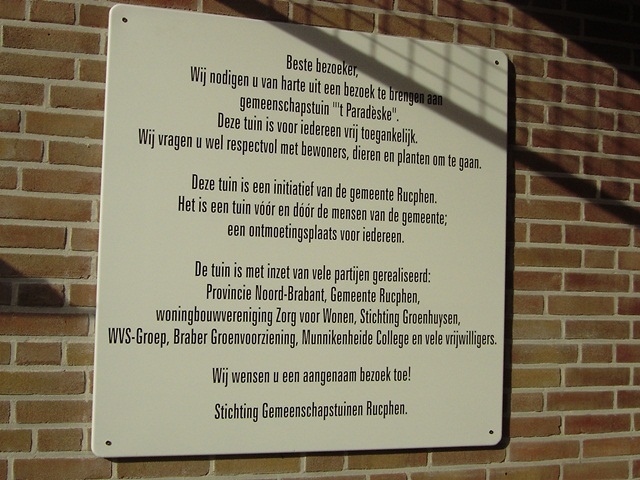 Beste bezoeker,
Wij nodigen u van harte uit een bezoek te brengen aan
gemeenschapstuin "'t Paradèske".
Deze tuin is voor iedereen vrij toegankelijk.
Wij vragen u wel respectvol met bewoners, dieren en planten om te gaan.
Deze tuin is een initiatief van de gemeente Rucphen.
Het is een tuin vóór en dóór de mensen van de gemeente;
een ontmoetingsplaats voor iedereen.
De tuin is met inzet van vele partijen gerealiseerd:
Provincie Noord-Brabant, Gemeente Rucphen,
woningbouwvereniging Zorg voor Wonen, Stichting Groenhuysen,
WVS-Groep, Braber Groenvoorziening, Munnikenheide College en vele vrijwilligers.
Wij wensen u een aangenaam bezoek toe!
Stichting Gemeenschapstuinen Rucphen.